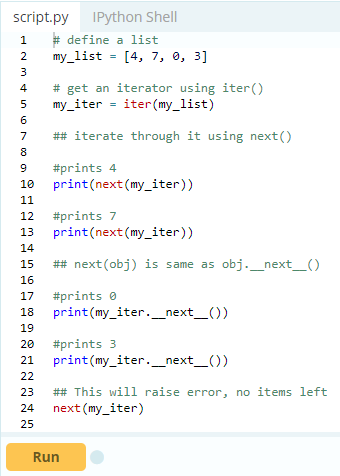 script.py IPython Shell
1 # define a list
2 my_list = [4, 7, 0, 3]
3
4 # get an iterator using iter()
5 my_iter = iter(my_list)
6
7 ## iterate through it using next()
8
9 #prints 4
10 print(next(my_iter))
11
12 #prints 7
13 print(next(my_iter))
14
15 ## next(obj) is same as obj.__next__()
16
17 #prints 0
18 print(my_iter.__next__())
19
20 #prints 3
21 print(my_iter.__next__())
22
23 ## This will raise error, no items left
24 next(my_iter)
25
Run